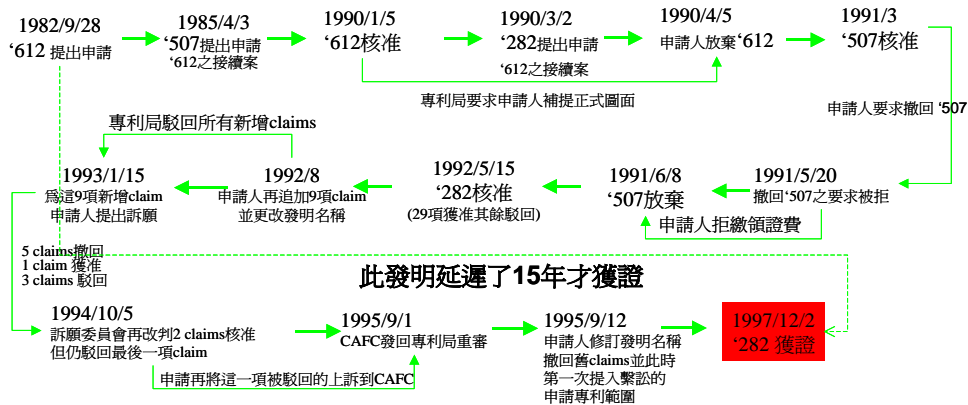 1982/9/28
‘612 提出申請
1985/4/3
‘507提出申請
‘612之接續案
1990/1/5
‘612核准
1990/3/2
‘282提出申請
‘612之接續案
1990/4/5
申請人放棄‘612
1991/3
‘507核准
專利局要求申請人補提正式圖面
申請人要求撤回 ‘507
專利局駁回所有新增claims
1991/5/20
撤回‘507之要求被拒
1991/6/8
‘507放棄
申請人拒繳領證費
1992/5/15
‘282核准
(29項獲准其餘駁回)
1992/8
申請人再追加9項claim
並更改發明名稱
1993/1/15
爲這9項新增claim
申請人提出訴願
5 claims撤回
1 claim 獲准
3 claims 駁回
此發明延遲了15年才獲證
1994/10/5
訴願委員會再改判2 claims核准
但仍駁回最後一項claim
申請再將這一項被駁回的上訴到CAFC
1995/9/1
CAFC發回專利局重審
1995/9/12
申請人修訂發明名稱
撤回舊claims並此時
第一次提入繫訟的
申請專利範圍
1997/12/2
‘282 獲證